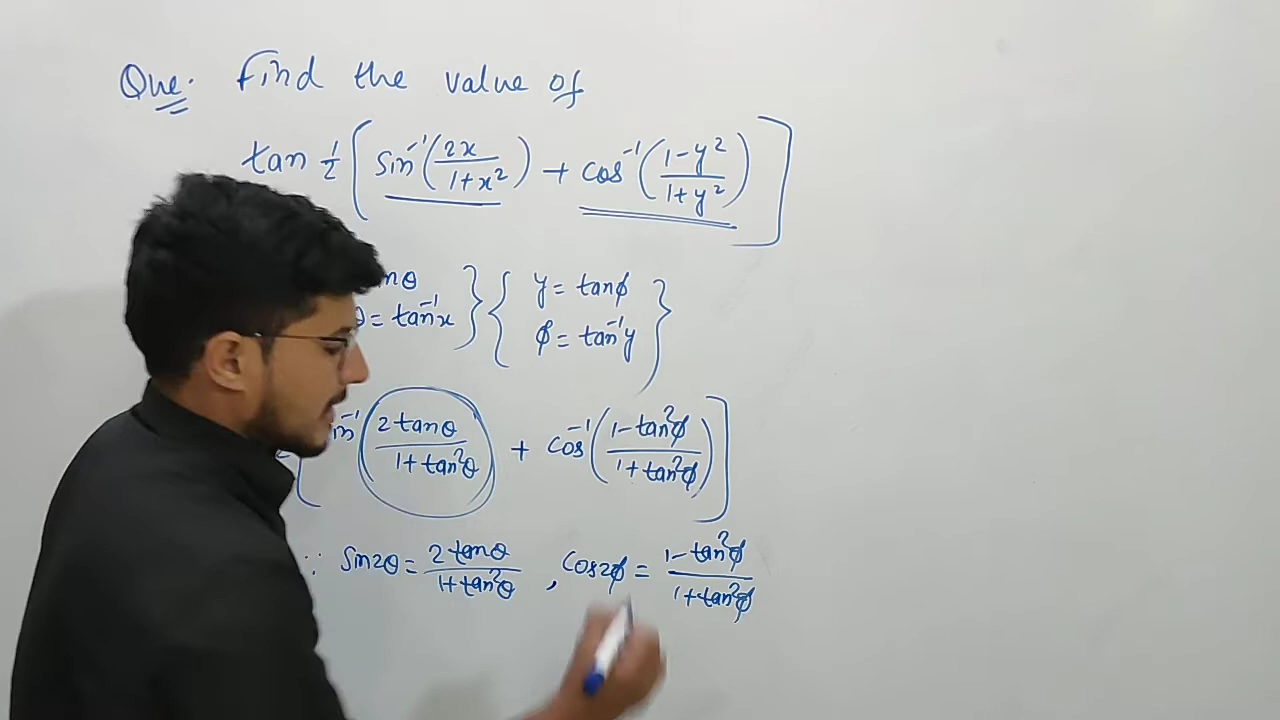 Que. Find the value of
tan 1/2 [ sin⁻¹(2x/1+x²) + cos⁻¹(1-y²/1+y²) ]
nθ } { y = tanϕ
θ = tan⁻¹x } { ϕ = tan⁻¹y }
in⁻¹(2tanθ/1+tan²θ) + cos⁻¹(1-tan²ϕ/1+tan²ϕ) ]
∵ Sin2θ = 2tanθ/1+tan²θ , Cos2ϕ = 1-tan²ϕ/1+tan²ϕ